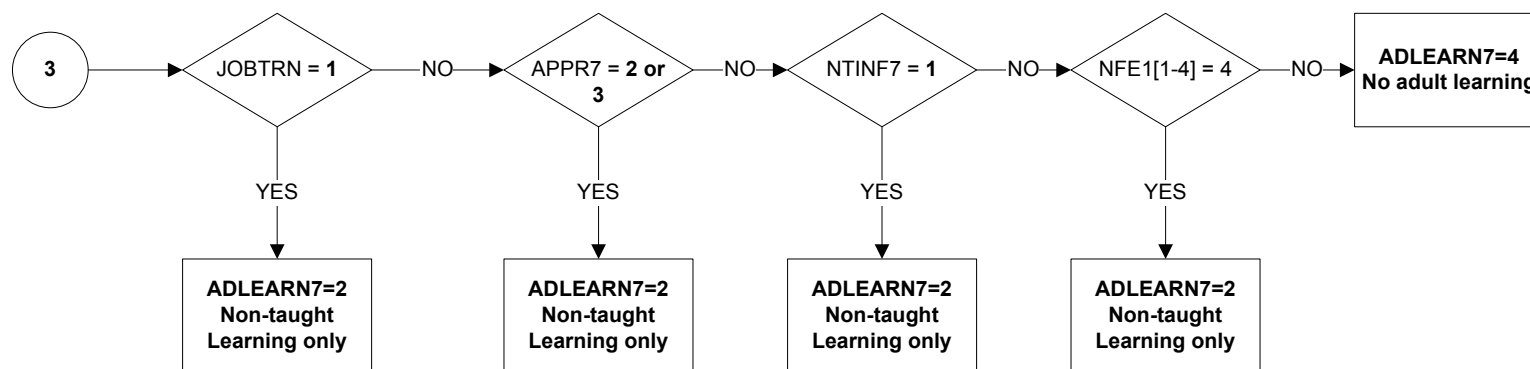 3
JOBTRN = 1
NO
APPR7 = 2 or
3
NO
NTINF7 = 1
NO
NFE1[1-4] = 4
NO
ADLEARN7=4
No adult learning
YES
YES
YES
YES
ADLEARN7=2
Non-taught
Learning only
ADLEARN7=2
Non-taught
Learning only
ADLEARN7=2
Non-taught
Learning only
ADLEARN7=2
Non-taught
Learning only